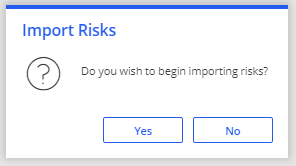 Import Risks
?
Do you wish to begin importing risks?
Yes No